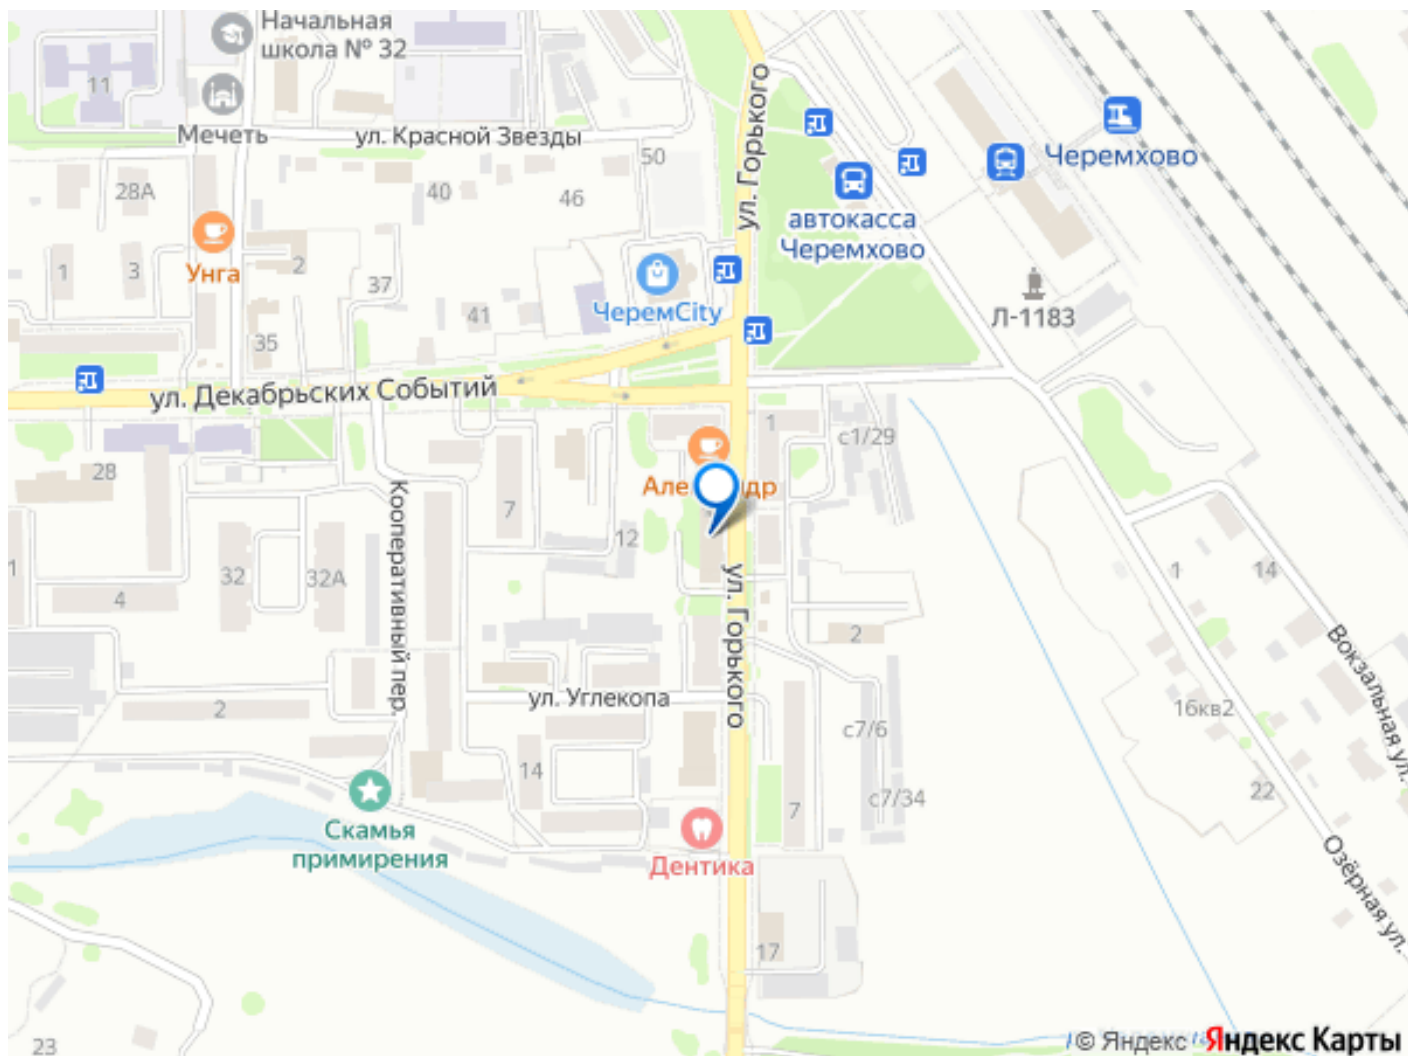 Начальная
школа № 32
11
Мечеть
ул. Красной Звезды
ул. Горького
Черемхово
50
28А
40
46
автокасса
Черемхово
1
3
Унга
2
37
ЧеремCity
41
Л-1183
35
ул. Декабрьских Событий
1
с1/29
28
Кооперативный пер.
7
12
1
32
32А
4
ул. Горького
2
1
14
Вокзальная ул.
ул. Углекопа
2
16кв2
с7/6
14
7
с7/34
22
Скамья
примирения
Дентика
Озёрная ул.
17
23
© Яндекс Яндекс Карты